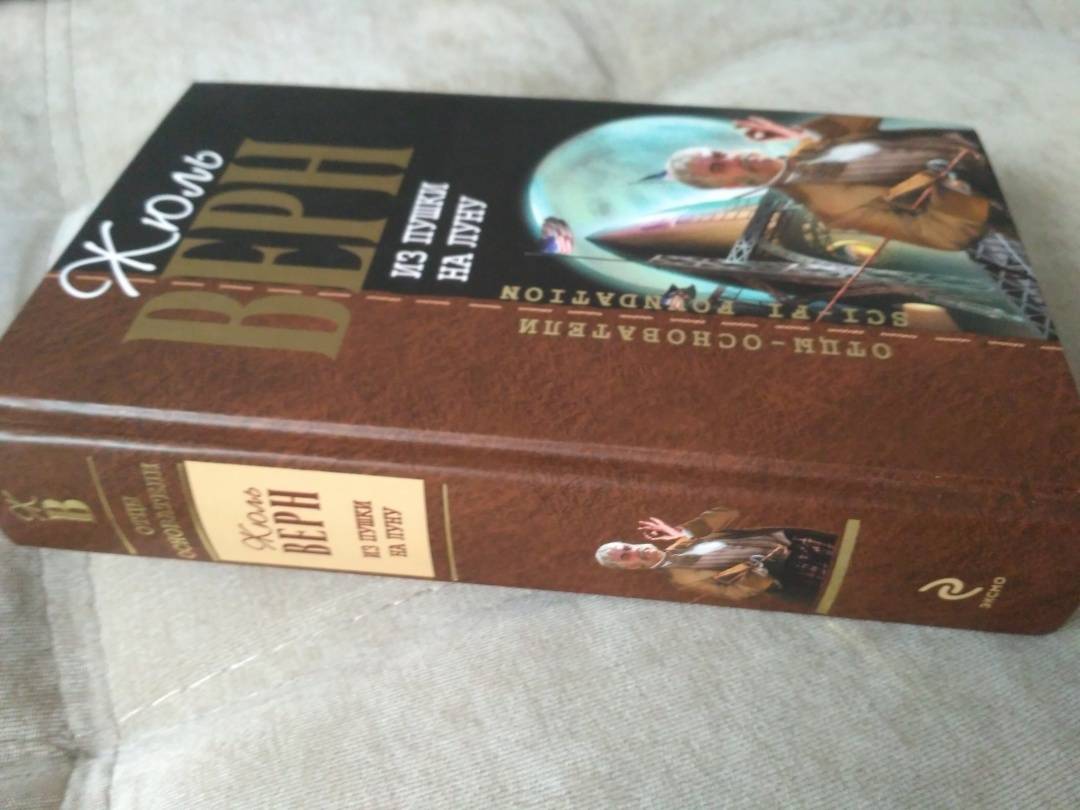 Жюль
ВЕРН
ИЗ ПУШКИ
НА ЛУНУ
ОТЦЫ-ОСНОВАТЕЛИ
SCI-FI FOUNDATION
Ж
В
ОТЦЫ
ОСНОВАТЕЛИ
Жюль
ВЕРН
ИЗ ПУШКИ
НА ЛУНУ
ЭКСМО